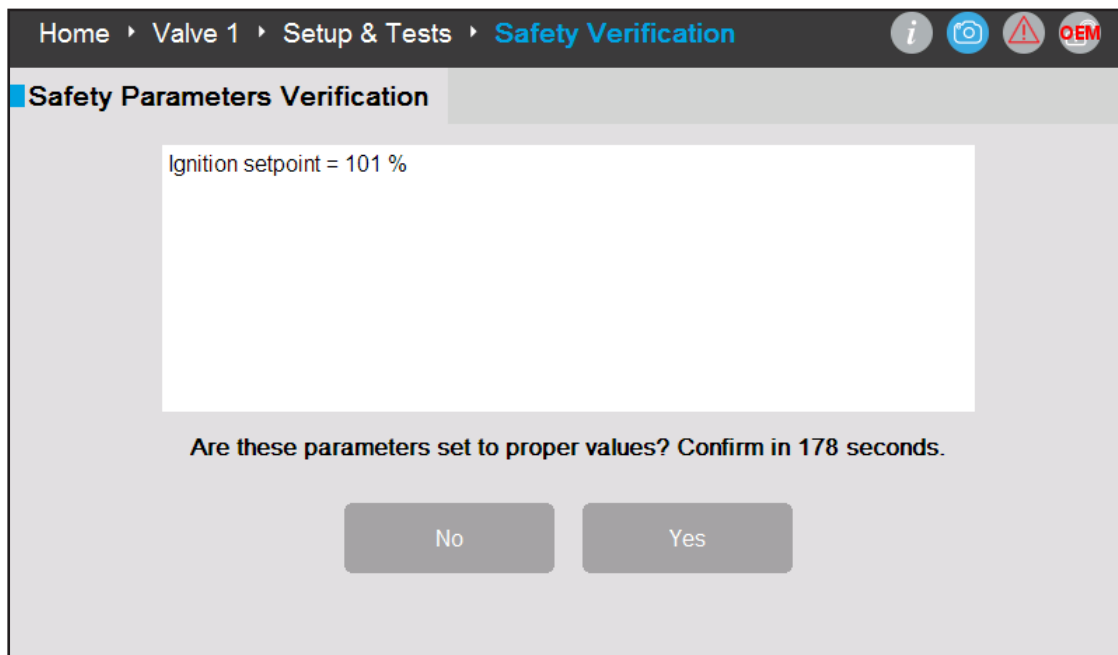 Home ‣ Valve 1 ‣ Setup & Tests ‣ Safety Verification
i
OEM
Safety Parameters Verification
Ignition setpoint = 101 %
Are these parameters set to proper values? Confirm in 178 seconds.
No
Yes